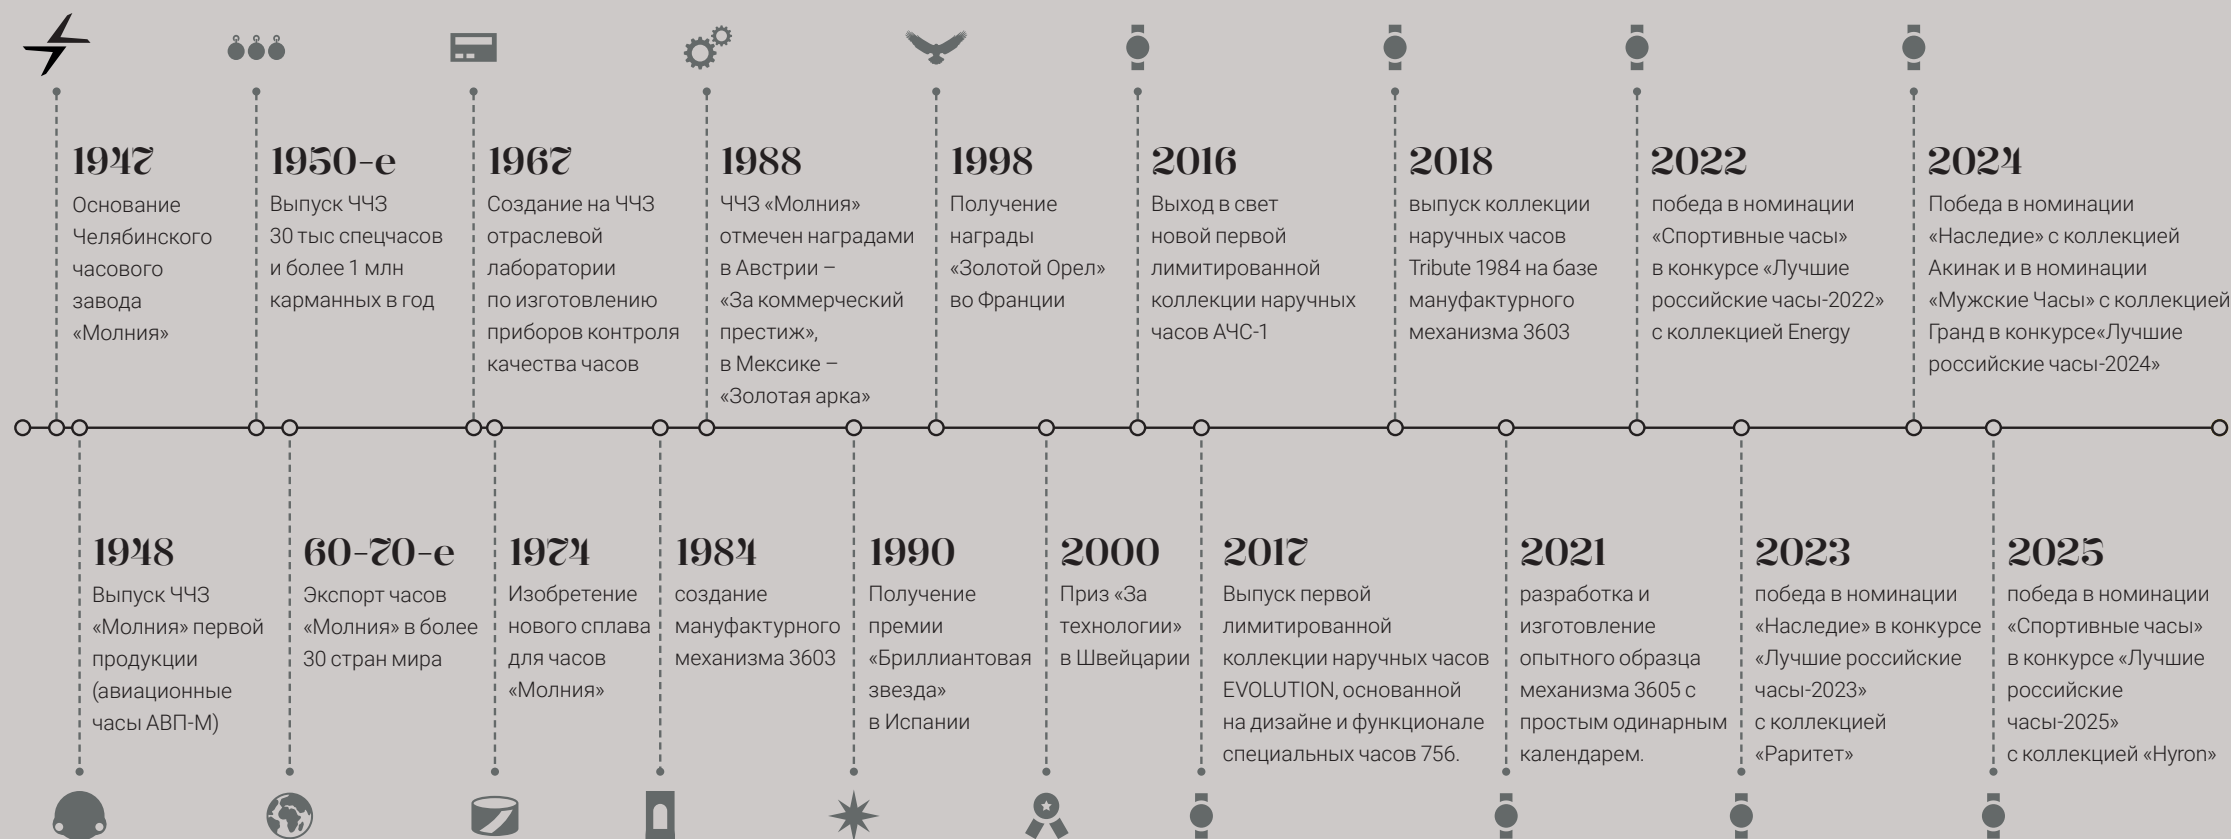 1947
Основание
Челябинского
часового
завода
«Молния»
1950-е
Выпуск ЧЧЗ
30 тыс спецчасов
и более 1 млн
карманных в год
1967
Создание на ЧЧЗ
отраслевой
лаборатории
по изготовлению
приборов контроля
качества часов
1988
ЧЧЗ «Молния»
отмечен наградами
в Австрии –
«За коммерческий
престиж»,
в Мексике –
«Золотая арка»
1998
Получение
награды
«Золотой Орел»
во Франции
2016
Выход в свет
новой первой
лимитированной
коллекции наручных
часов АЧС-1
2018
выпуск коллекции
наручных часов
Tribute 1984 на базе
мануфактурного
механизма 3603
2022
победа в номинации
«Спортивные часы»
в конкурсе «Лучшие
российские часы-2022»
с коллекцией Energy
2024
Победа в номинации
«Наследие» с коллекцией
Акинак и в номинации
«Мужские Часы» с коллекцией
Гранд в конкурсе«Лучшие
российские часы-2024»
1948
Выпуск ЧЧЗ
«Молния» первой
продукции
(авиационные
часы АВП-М)
60-70-е
Экспорт часов
«Молния» в более
30 стран мира
1974
Изобретение
нового сплава
для часов
«Молния»
1984
создание
мануфактурного
механизма 3603
1990
Получение
премии
«Бриллиантовая
звезда»
в Испании
2000
Приз «За
технологии»
в Швейцарии
2017
Выпуск первой
лимитированной
коллекции наручных часов
EVOLUTION, основанной
на дизайне и функционале
специальных часов 756.
2021
разработка и
изготовление
опытного образца
механизма 3605 с
простым одинарным
календарем.
2023
победа в номинации
«Наследие» в конкурсе
«Лучшие российские
часы-2023»
с коллекцией
«Раритет»
2025
победа в номинации
«Спортивные часы»
в конкурсе «Лучшие
российские
часы-2025»
с коллекцией «Hyron»